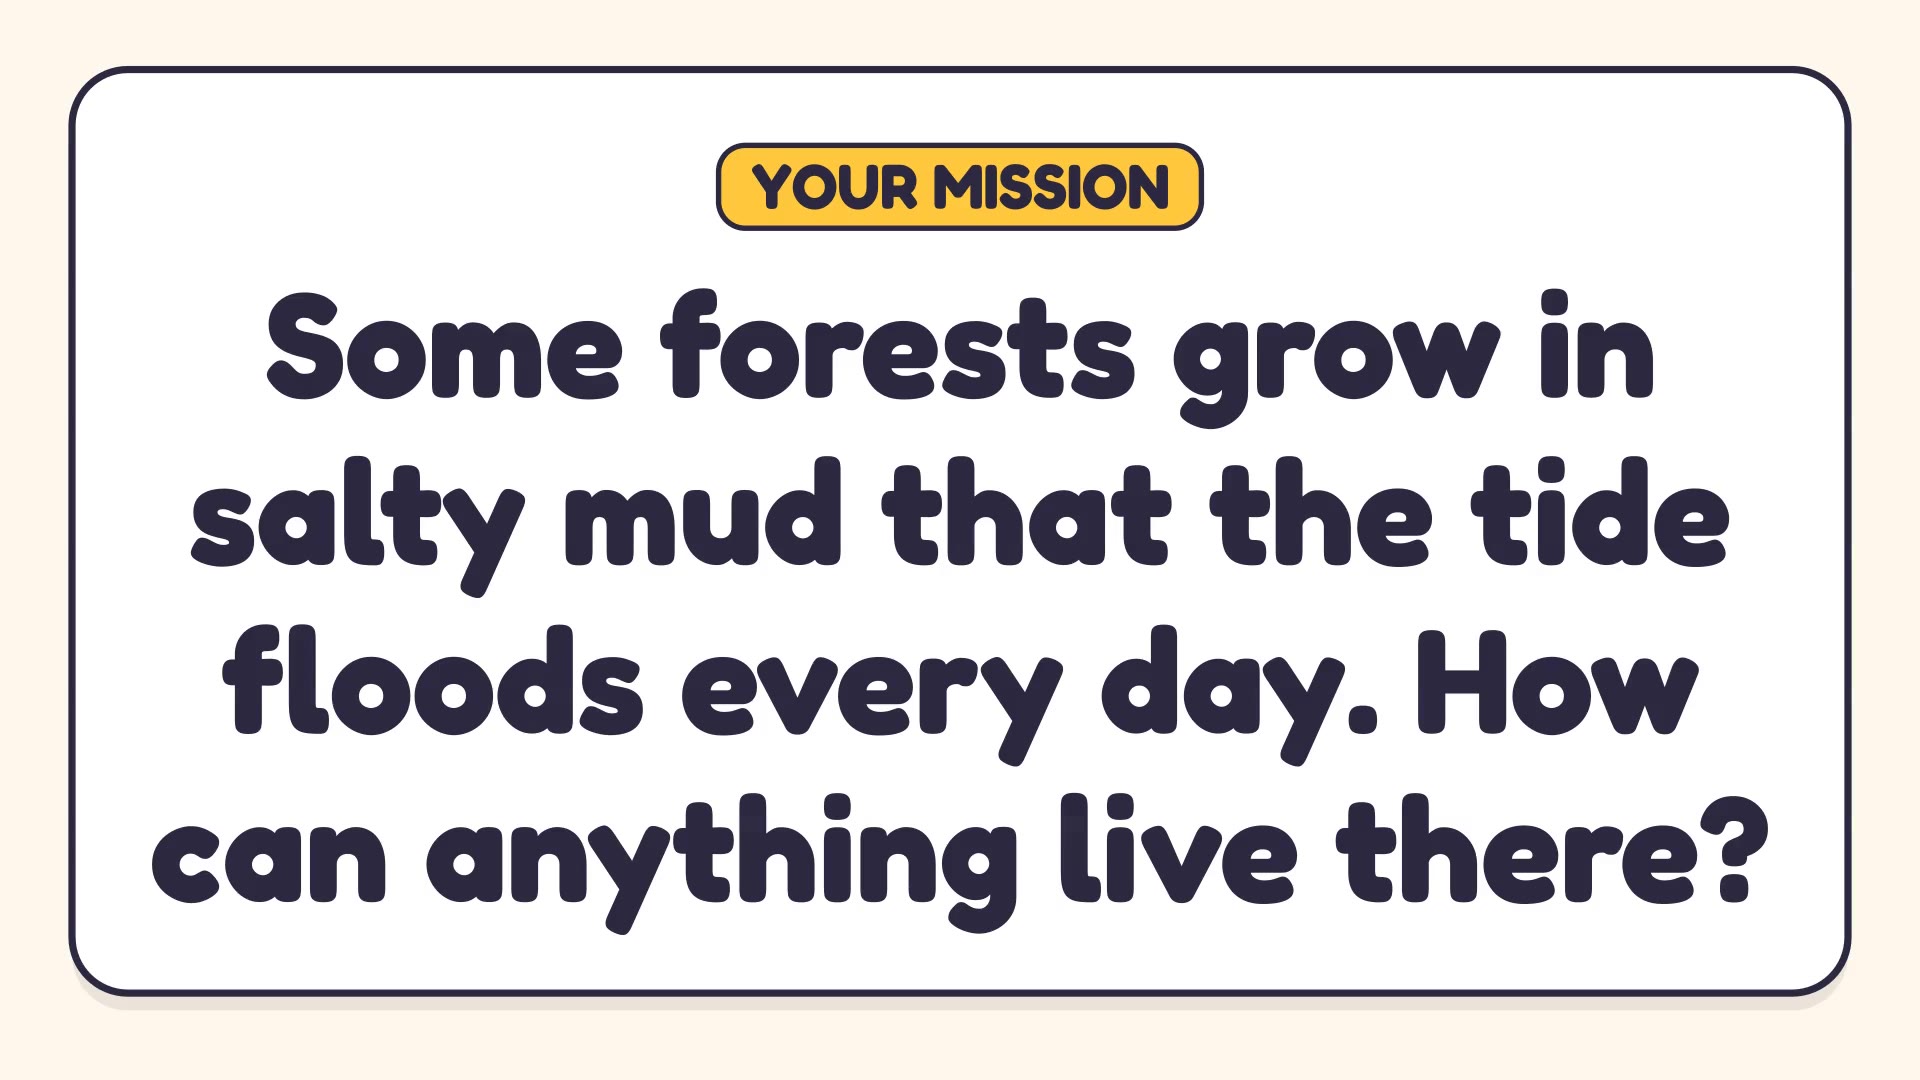 YOUR MISSION
Some forests grow in
salty mud that the tide
floods every day. How
can anything live there?